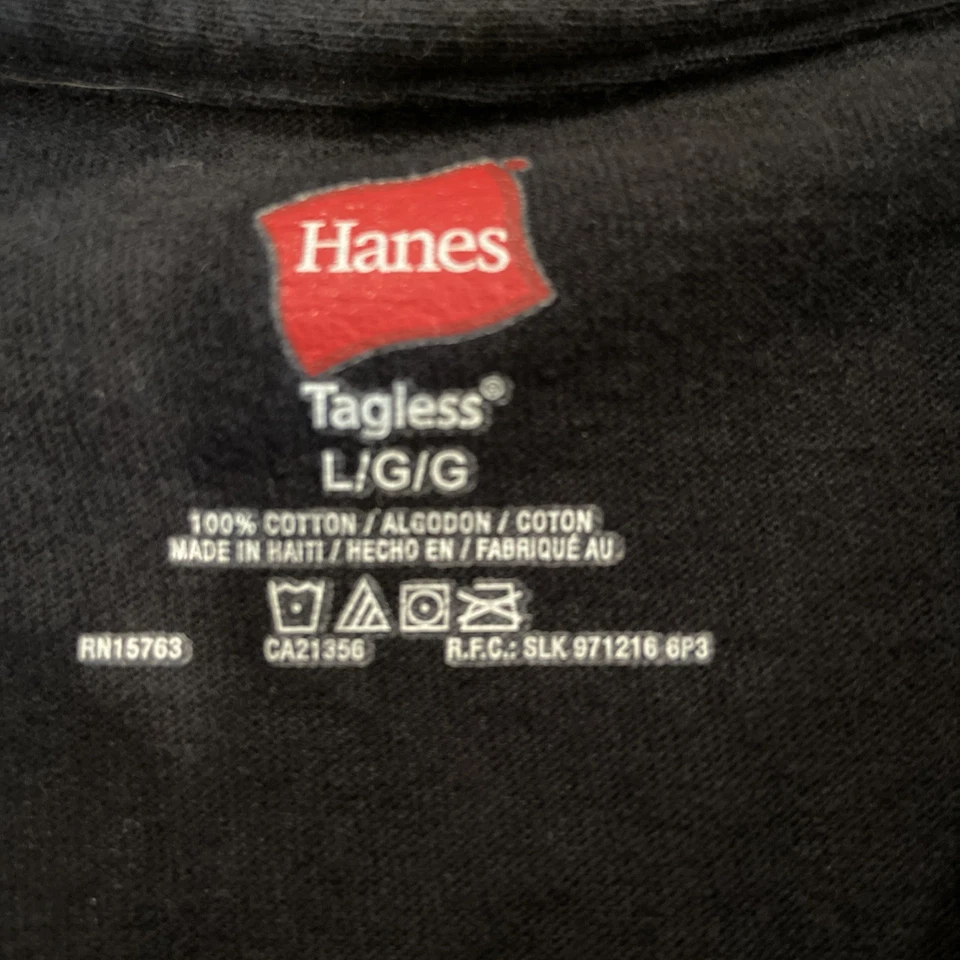 Hanes
Tagless®
L/G/G
100% COTTON / ALGODON / COTON
MADE IN HAITI / HECHO EN / FABRIQUÉ AU
RN15763 CA21356 R.F.C.: SLK 971216 6P3